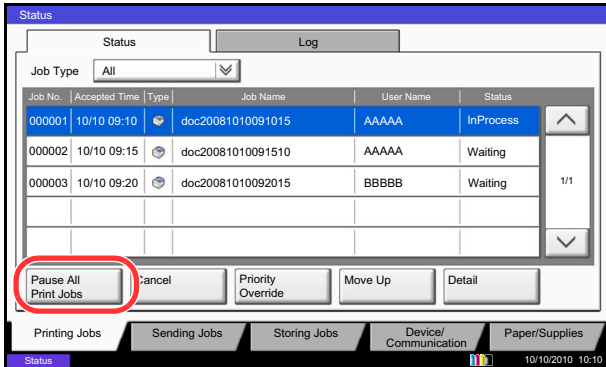 Status
Status Log
Job Type All
Job No. Accepted Time Type Job Name User Name Status
000001 10/10 09:10 doc20081010091015 AAAAA InProcess
000002 10/10 09:15 doc20081010091510 AAAAA Waiting
000003 10/10 09:20 doc20081010092015 BBBBB Waiting
1/1
Pause All
Print Jobs
Cancel
Priority
Override
Move Up
Detail
Printing Jobs Sending Jobs Storing Jobs Device/
Communication
Paper/Supplies
Status 10/10/2010 10:10